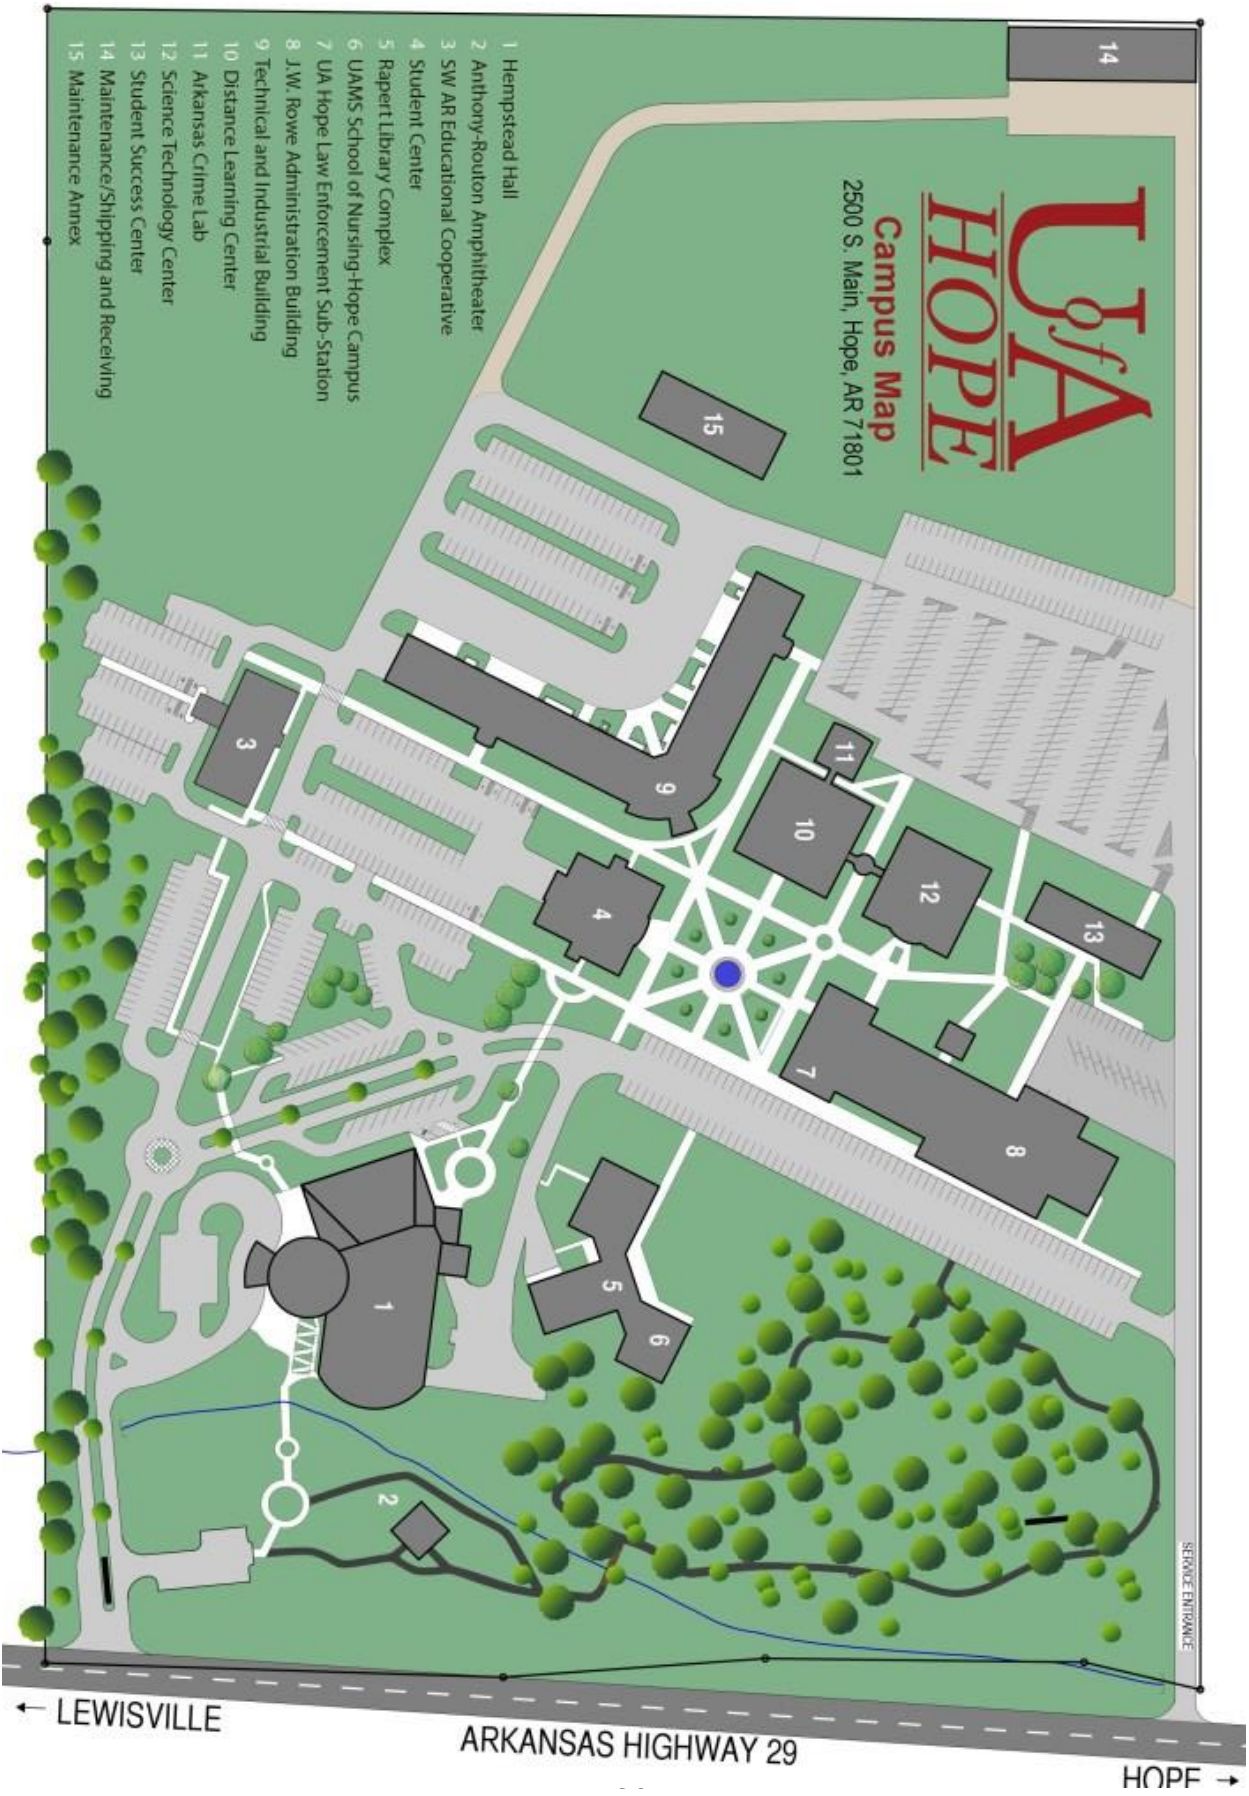 U of A
HOPE
Campus Map
2500 S. Main, Hope, AR 71801
1 Hempstead Hall
2 Anthony-Routon Amphitheater
3 SW AR Educational Cooperative
4 Student Center
5 Rapert Library Complex
6 UAMS School of Nursing-Hope Campus
7 UA Hope Law Enforcement Sub-Station
8 J.W. Rowe Administration Building
9 Technical and Industrial Building
10 Distance Learning Center
11 Arkansas Crime Lab
12 Science Technology Center
13 Student Success Center
14 Maintenance/Shipping and Receiving
15 Maintenance Annex
14
15
11
10
12
13
9
3
4
7
8
5
6
1
2
SERVICE ENTRANCE
← LEWISVILLE
ARKANSAS HIGHWAY 29
HOPE →